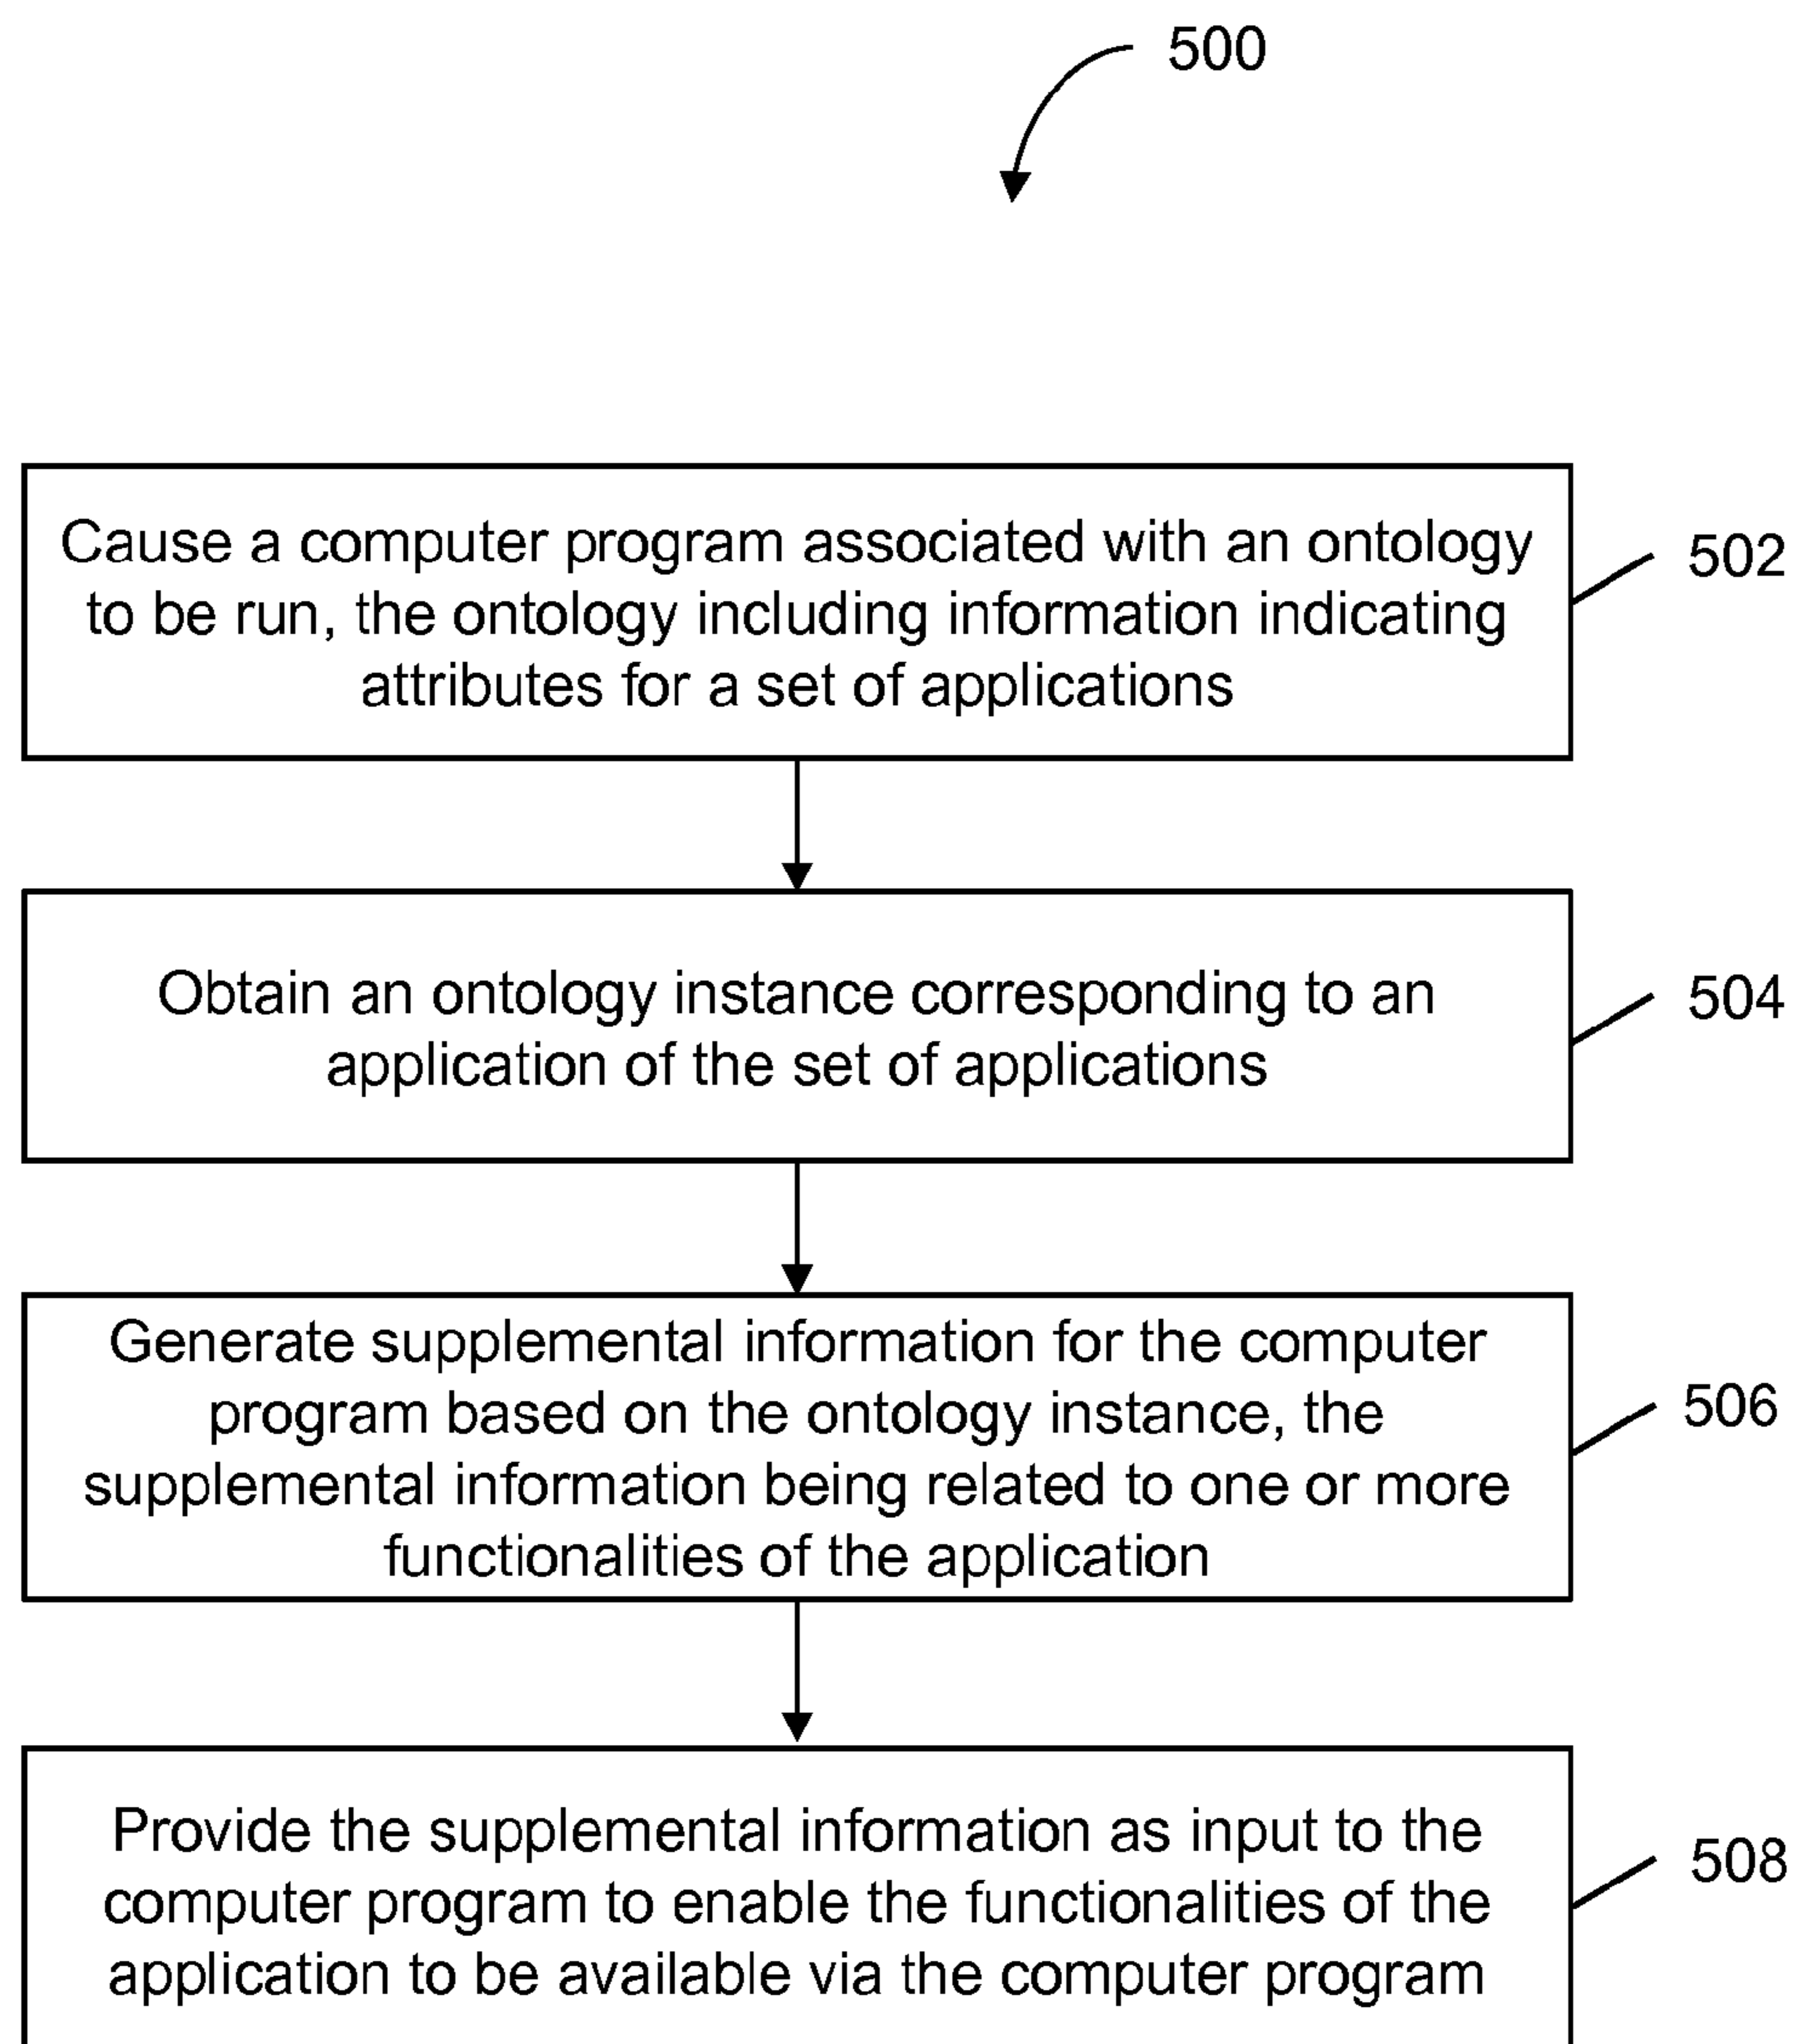 500
Cause a computer program associated with an ontology
to be run, the ontology including information indicating
attributes for a set of applications
502
Obtain an ontology instance corresponding to an
application of the set of applications
504
Generate supplemental information for the computer
program based on the ontology instance, the
supplemental information being related to one or more
functionalities of the application
506
Provide the supplemental information as input to the
computer program to enable the functionalities of the
application to be available via the computer program
508